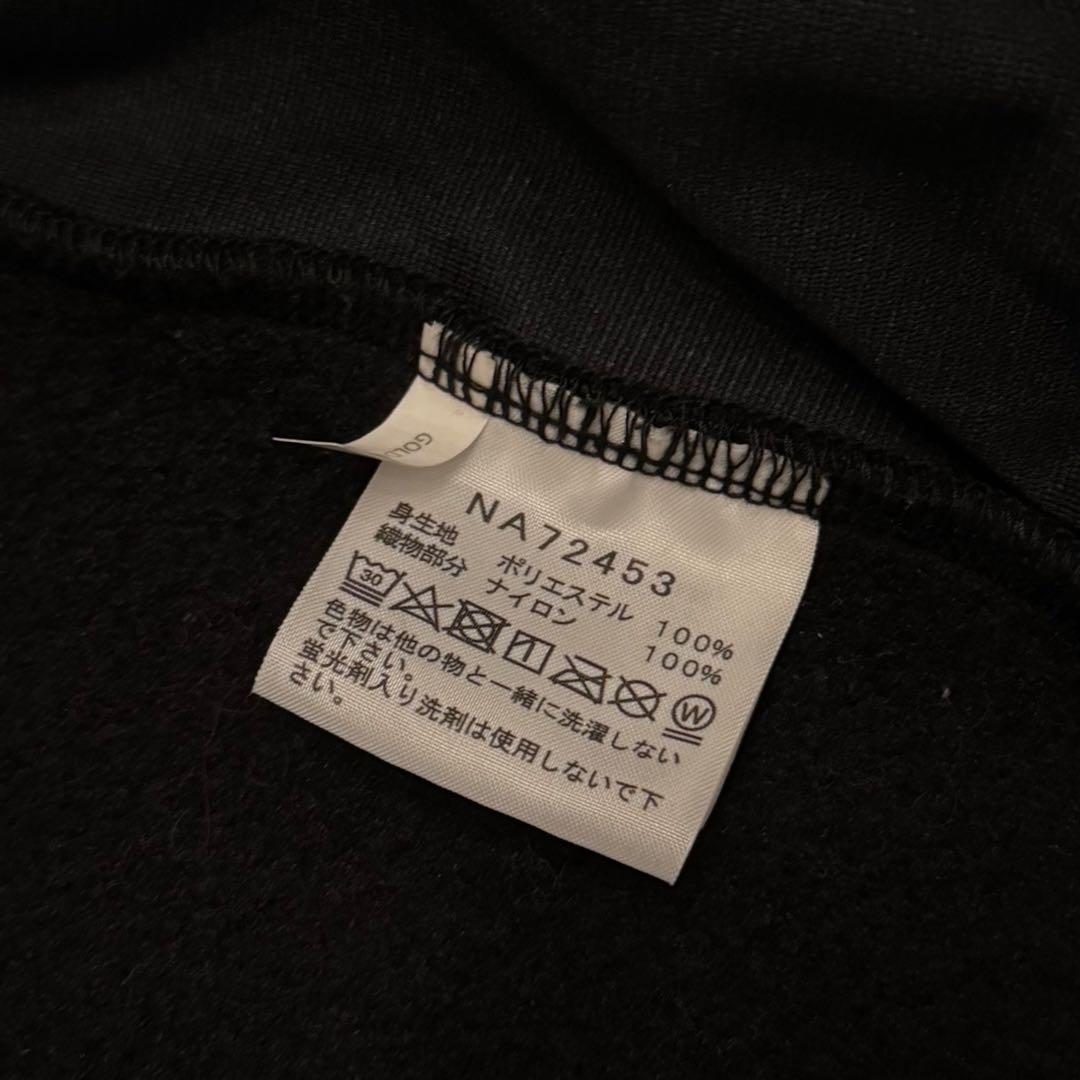 GOL
NA72453
身生地 ポリエステル 100%
織物部分 ナイロン 100%
30 W
色物は他の物と一緒に洗濯しない
で下さい。
蛍光剤入り洗剤は使用しないで下
さい。